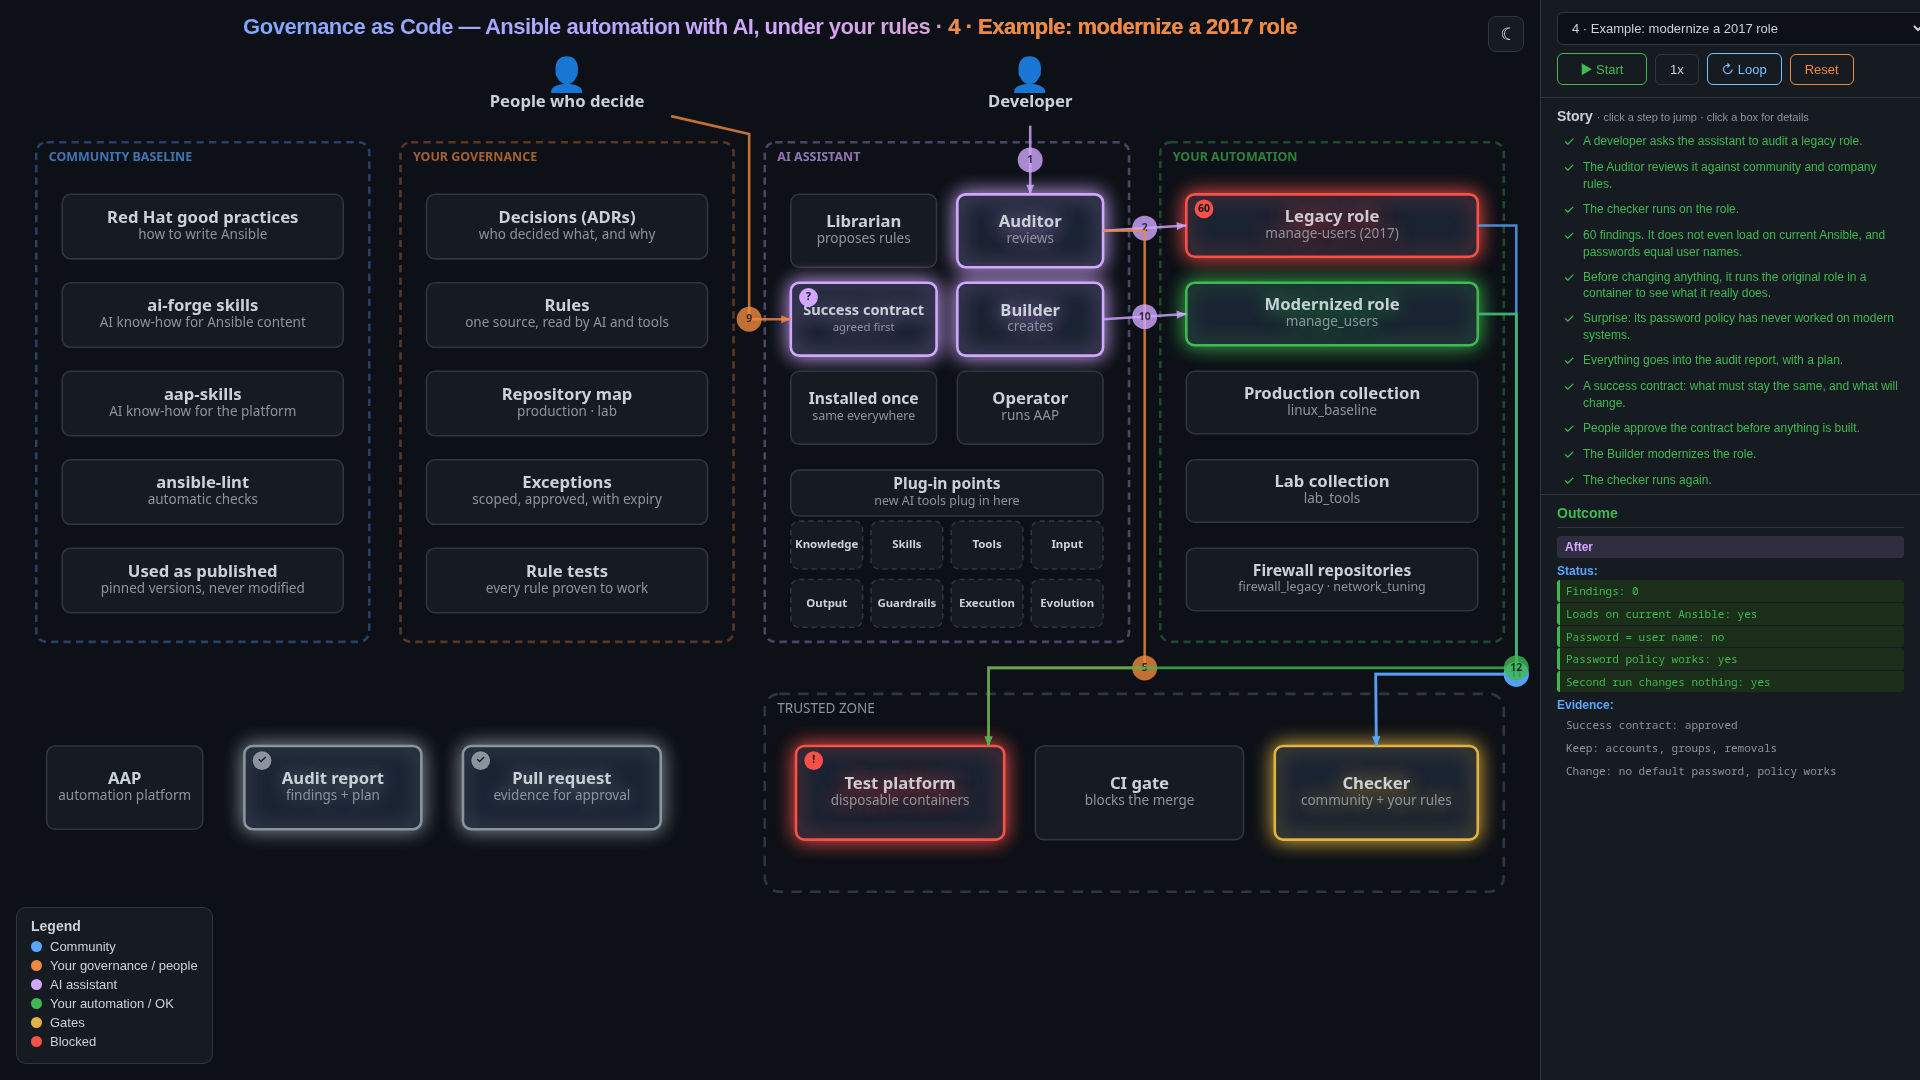 Governance as Code — Ansible automation with AI, under your rules · 4 · Example: modernize a 2017 role
People who decide
Developer
COMMUNITY BASELINE
Red Hat good practices
how to write Ansible
ai-forge skills
AI know-how for Ansible content
aap-skills
AI know-how for the platform
ansible-lint
automatic checks
Used as published
pinned versions, never modified
YOUR GOVERNANCE
Decisions (ADRs)
who decided what, and why
Rules
one source, read by AI and tools
Repository map
production · lab
Exceptions
scoped, approved, with expiry
Rule tests
every rule proven to work
AI ASSISTANT
1
Librarian
proposes rules
Auditor
reviews
2
9
?
Success contract
agreed first
Builder
creates
10
Installed once
same everywhere
Operator
runs AAP
Plug-in points
new AI tools plug in here
Knowledge
Skills
Tools
Input
Output
Guardrails
Execution
Evolution
YOUR AUTOMATION
60
Legacy role
manage-users (2017)
Modernized role
manage_users
Production collection
linux_baseline
Lab collection
lab_tools
Firewall repositories
firewall_legacy · network_tuning
5
12
TRUSTED ZONE
!
Test platform
disposable containers
CI gate
blocks the merge
Checker
community + your rules
AAP
automation platform
Audit report
findings + plan
Pull request
evidence for approval
Legend
Community
Your governance / people
AI assistant
Your automation / OK
Gates
Blocked
4 · Example: modernize a 2017 role
▶ Start
1x
↻ Loop
Reset
Story · click a step to jump · click a box for details
✓ A developer asks the assistant to audit a legacy role.
✓ The Auditor reviews it against community and company
rules.
✓ The checker runs on the role.
✓ 60 findings. It does not even load on current Ansible, and
passwords equal user names.
✓ Before changing anything, it runs the original role in a
container to see what it really does.
✓ Surprise: its password policy has never worked on modern
systems.
✓ Everything goes into the audit report, with a plan.
✓ A success contract: what must stay the same, and what will
change.
✓ People approve the contract before anything is built.
✓ The Builder modernizes the role.
✓ The checker runs again.
Outcome
After
Status:
Findings: 0
Loads on current Ansible: yes
Password = user name: no
Password policy works: yes
Second run changes nothing: yes
Evidence:
Success contract: approved
Keep: accounts, groups, removals
Change: no default password, policy works